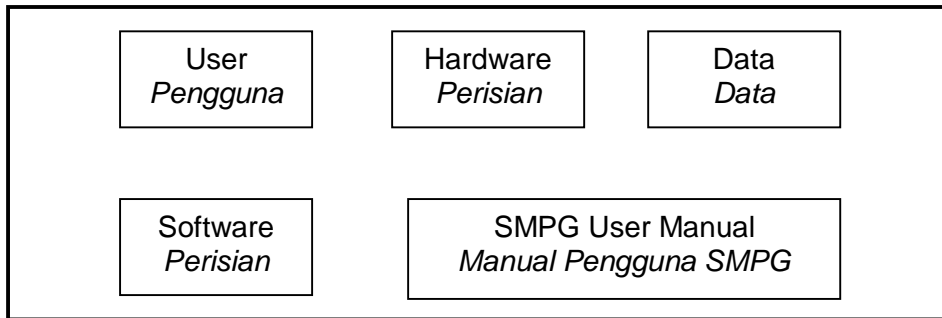 User
Pengguna
Hardware
Perisian
Data
Data
Software
Perisian
SMPG User Manual
Manual Pengguna SMPG